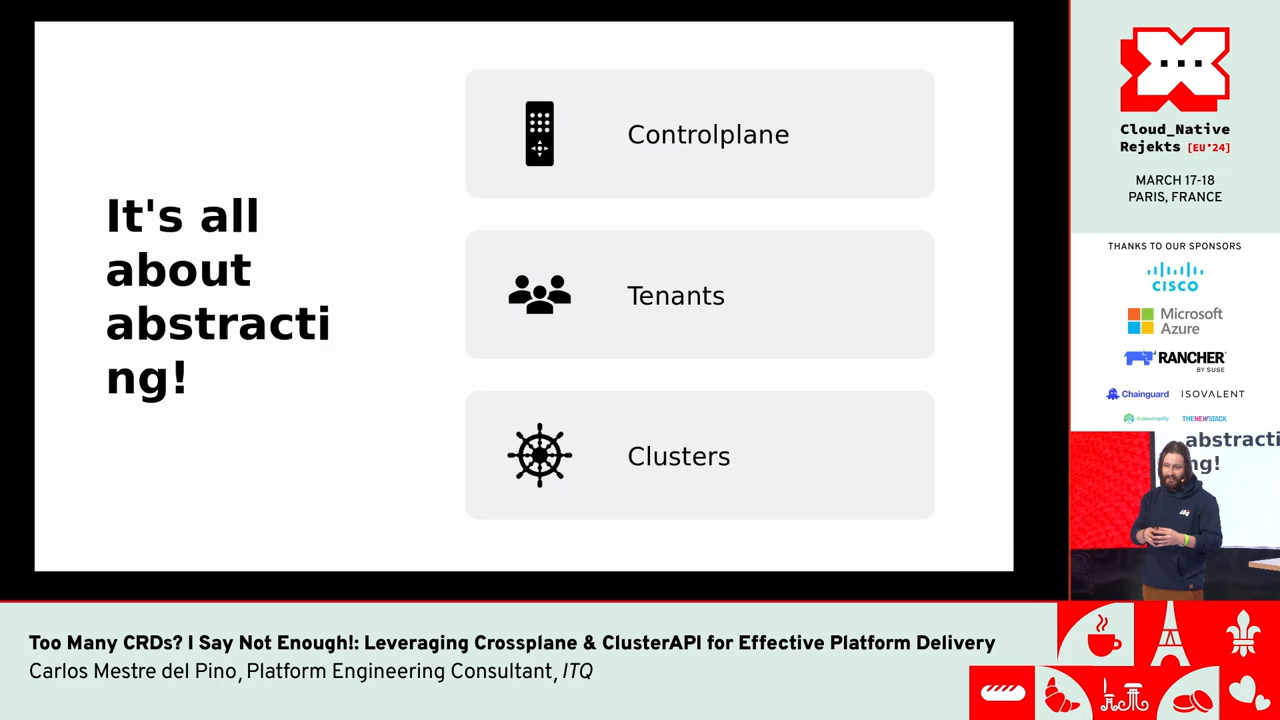 It's all
about
abstracti
ng!
Controlplane
Tenants
Clusters
Cloud_Native
Rejekts [EU'24]
MARCH 17-18
PARIS, FRANCE
THANKS TO OUR SPONSORS
CISCO
Microsoft
Azure
RANCHER
BY SUSE
Chainguard ISOVALENT
Kubesimplify THENEWSTACK
abstracti
ng!
itq
Too Many CRDs? I Say Not Enough!: Leveraging Crossplane & ClusterAPI for Effective Platform Delivery
Carlos Mestre del Pino, Platform Engineering Consultant, ITQ